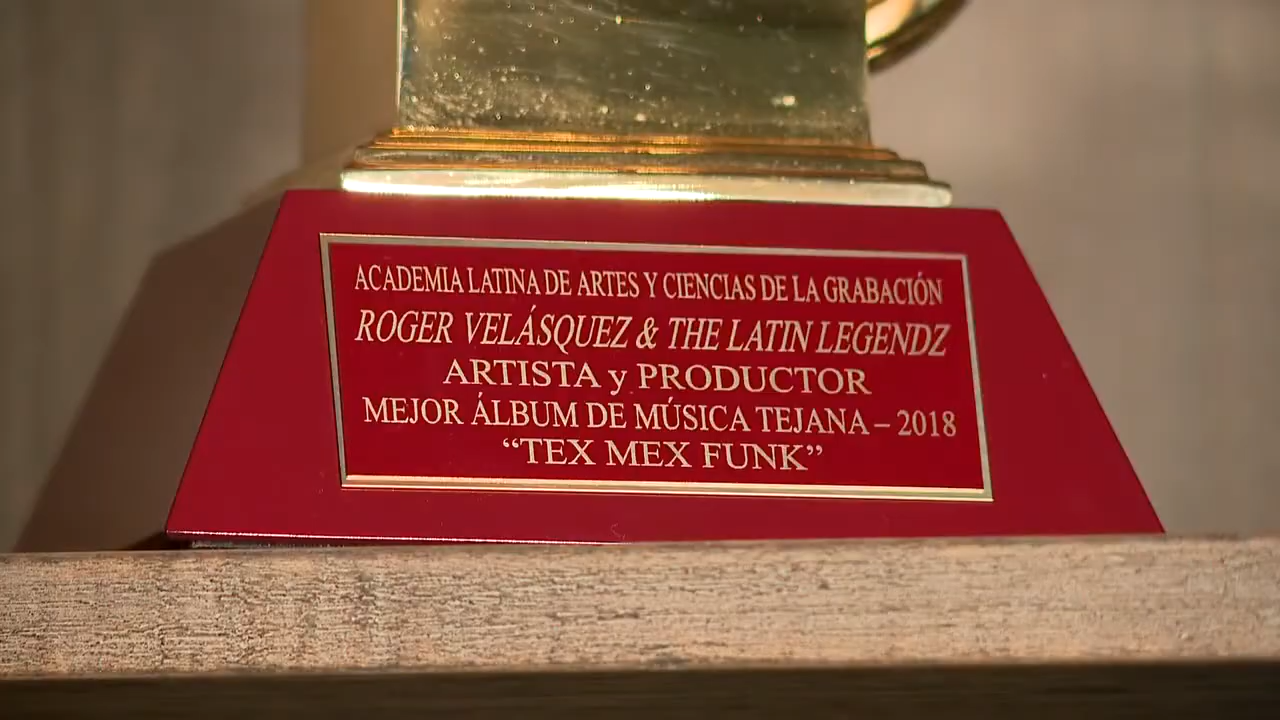 ACADEMIA LATINA DE ARTES Y CIENCIAS DE LA GRABACIÓN
ROGER VELÁSQUEZ & THE LATIN LEGENDZ
ARTISTA y PRODUCTOR
MEJOR ÁLBUM DE MÚSICA TEJANA – 2018
“TEX MEX FUNK”